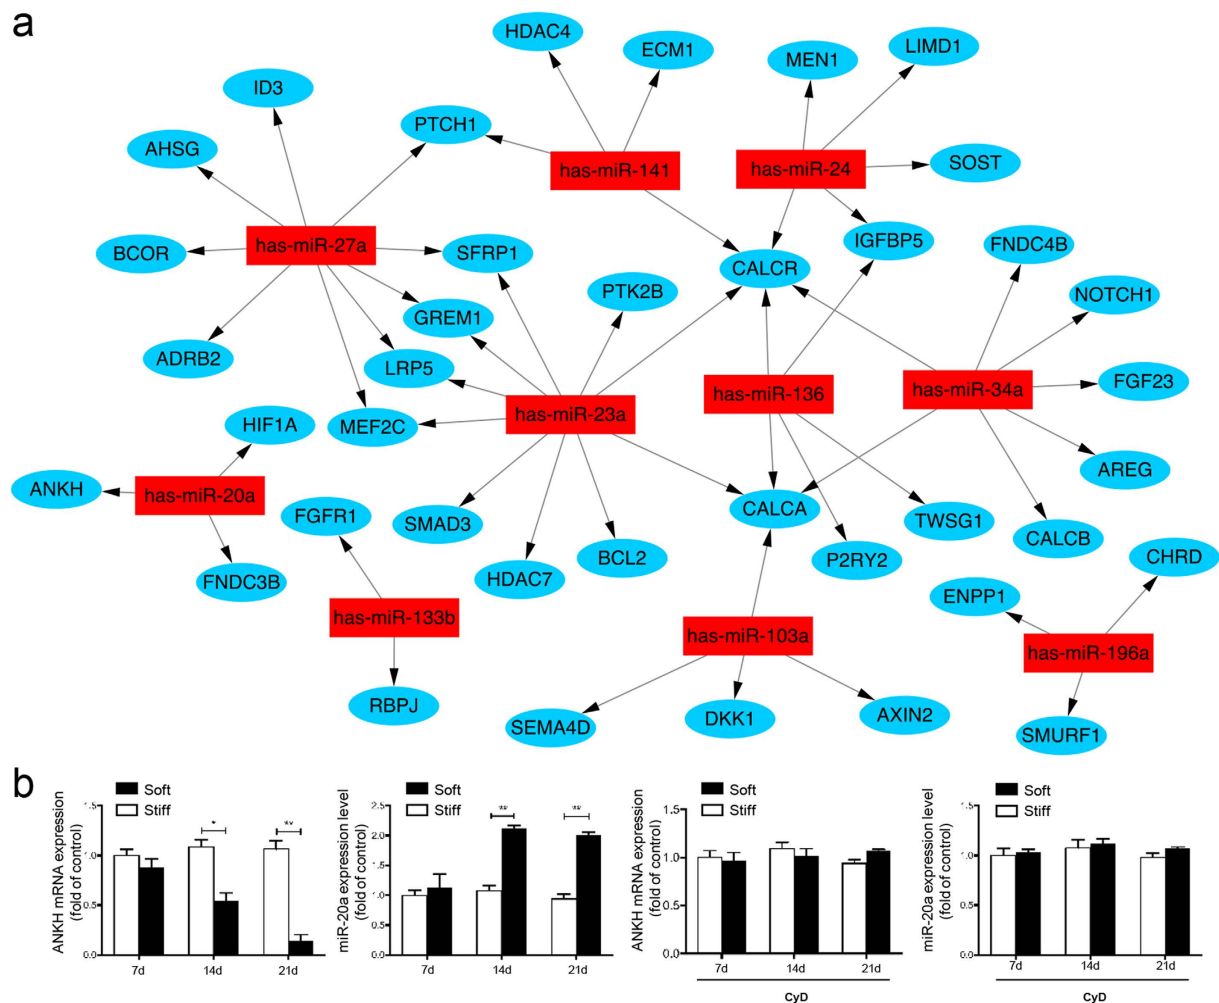 a
HDAC4
ECM1
MEN1
LIMD1
ID3
PTCH1
AHSG
has-miR-141
has-miR-24
SOST
BCOR
has-miR-27a
SFRP1
IGFBP5
FNDC4B
CALCR
PTK2B
NOTCH1
GREM1
ADRB2
LRP5
has-miR-136
has-miR-34a
FGF23
has-miR-23a
HIF1A
MEF2C
AREG
ANKH
has-miR-20a
FGFR1
SMAD3
CALCA
TWSG1
CALCB
BCL2
P2RY2
CHRD
FNDC3B
HDAC7
ENPP1
has-miR-133b
has-miR-103a
has-miR-196a
RBPJ
SEMA4D
DKK1
AXIN2
SMURF1
b
Soft
Stiff
ANKH mRNA expression
(fold of control)
1.5
1.0
0.5
0.0
*
**
7d
14d
21d
Soft
Stiff
miR-20a expression level
(fold of control)
2.5
2.0
1.5
1.0
0.5
0.0
**
**
7d
14d
21d
Soft
Stiff
ANKH mRNA expression
(fold of control)
1.5
1.0
0.5
0.0
7d
14d
21d
CyD
Soft
Stiff
miR-20a expression level
(fold of control)
1.5
1.0
0.5
0.0
7d
14d
21d
CyD